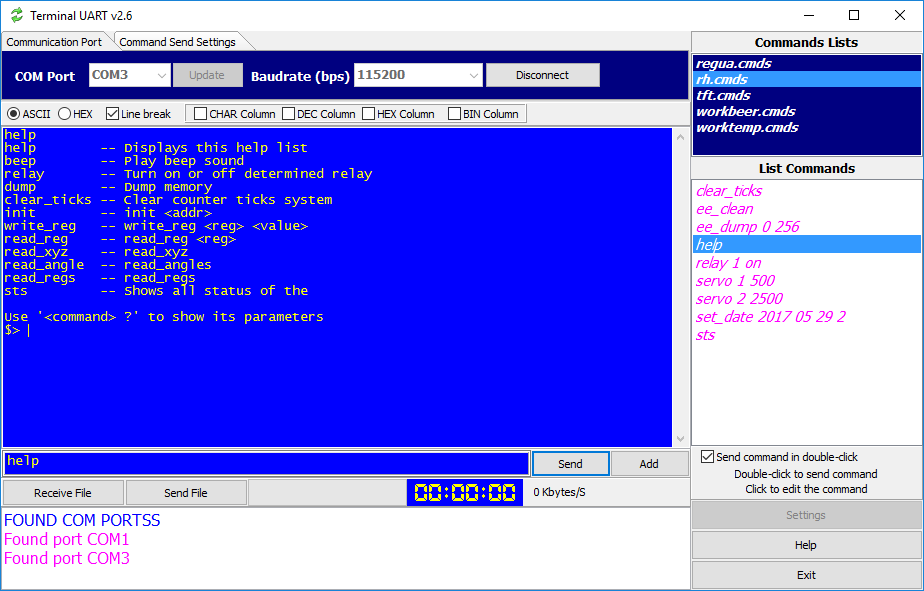 Terminal UART v2.6
Communication Port
Command Send Settings
COM Port
COM3
Update
Baudrate (bps)
115200
Disconnect
ASCII
HEX
Line break
CHAR Column
DEC Column
HEX Column
BIN Column
help
help        -- Displays this help list
beep        -- Play beep sound
relay       -- Turn on or off determined relay
dump        -- Dump memory
clear_ticks -- Clear counter ticks system
init        -- init <addr>
write_reg   -- write_reg <reg> <value>
read_reg    -- read_reg <reg>
read_xyz    -- read_xyz
read_angle  -- read_angles
read_regs   -- read_regs
sts         -- Shows all status of the
Use '<command> ?' to show its parameters
$>
help
Send
Add
Receive File
Send File
00:00:00
0 Kbytes/S
FOUND COM PORTSS
Found port COM1
Found port COM3
Commands Lists
regua.cmds
rh.cmds
tft.cmds
workbeer.cmds
worktemp.cmds
List Commands
clear_ticks
ee_clean
ee_dump 0 256
help
relay 1 on
servo 1 500
servo 2 2500
set_date 2017 05 29 2
sts
Send command in double-click
Double-click to send command
Click to edit the command
Settings
Help
Exit